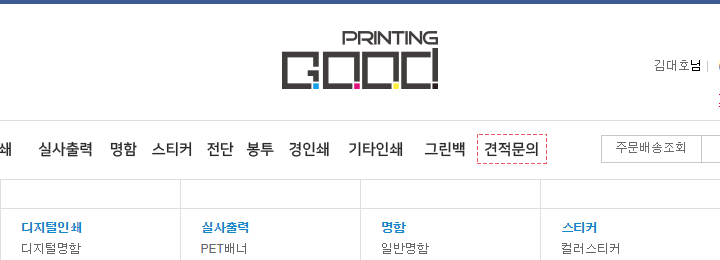 PRINTING
GOOD
김대호님
쇄 실사출력 명함 스티커 전단 봉투 경인쇄 기타인쇄 그린백 견적문의 주문배송조회
디지털인쇄 실사출력 명함 스티커
디지털명함 PET배너 일반명함 컬러스티커